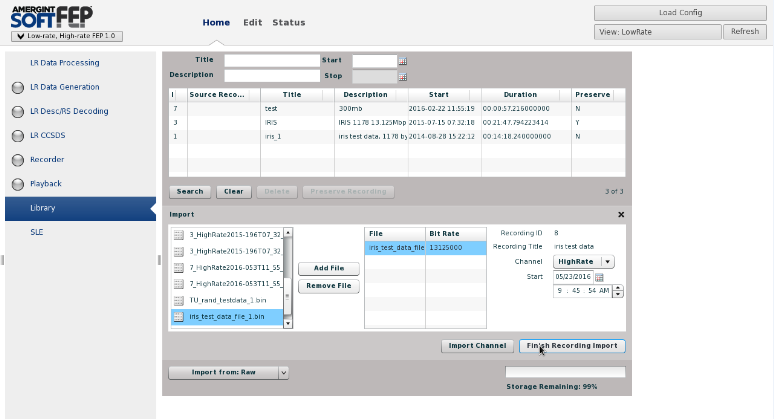 AMERGINT
SOFTFEP
Low-rate, High-rate FEP 1.0
Home Edit Status
Load Config
View: LowRate Refresh
LR Data Processing
LR Data Generation
LR Desc/RS Decoding
LR CCSDS
Recorder
Playback
Library
SLE
Title Start
Description Stop
I Source Reco... Title Description Start Duration Preserve
7 test 300mb 2016-02-22 11:55:19 00:00:57.216000000 N
3 IRIS IRIS 1178 13.125Mbp 2015-07-15 07:32:18 00:21:47.794223414 Y
1 iris_1 iris test data, 1178 by 2014-08-28 15:22:12 00:14:18.240000000 N
Search Clear Delete Preserve Recording 3 of 3
Import
3_HighRate2015-196T07_32_
3_HighRate2015-196T07_32_
7_HighRate2016-053T11_55_
7_HighRate2016-053T11_55_
TU_rand_testdata_1.bin
iris_test_data_file_1.bin
Add File
Remove File
File Bit Rate
iris_test_data_file 13125000
Recording ID 8
Recording Title iris test data
Channel HighRate
Start 05/23/2016
9 : 45 : 54 AM
Import Channel Finish Recording Import
Import from: Raw
Storage Remaining: 99%